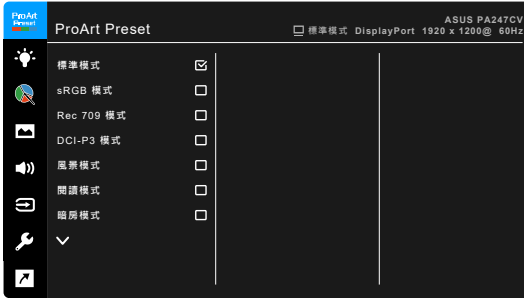 ProArt
Preset
ProArt Preset
ASUS PA247CV
標準模式 DisplayPort 1920 x 1200@ 60Hz
標準模式
sRGB 模式
Rec 709 模式
DCI-P3 模式
風景模式
閱讀模式
暗房模式